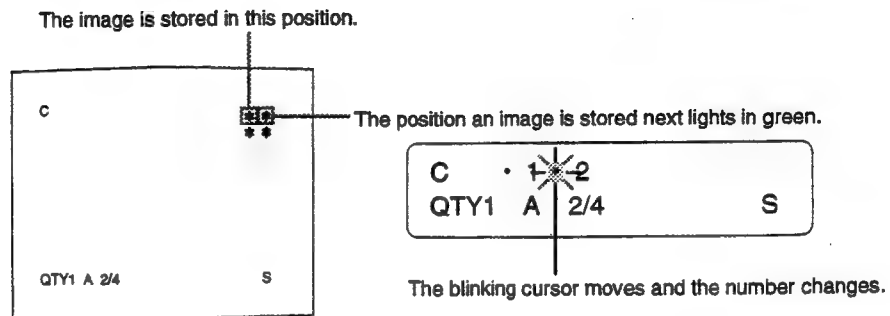 The image is stored in this position.
C
* *
* *
The position an image is stored next lights in green.
C · 1 * 2
QTY1 A 2/4 S
QTY1 A 2/4 S
The blinking cursor moves and the number changes.